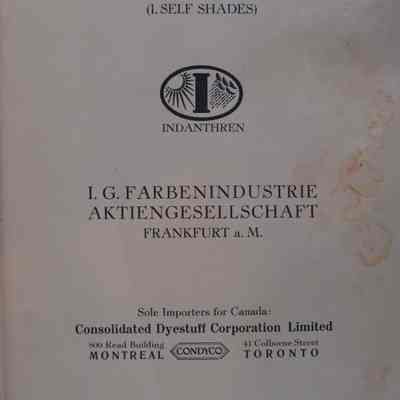 (1. SELF SHADES)
I
INDANTHREN
I. G. FARBENINDUSTRIE
AKTIENGESELLSCHAFT
FRANKFURT a. M.
Sole Importers for Canada:
Consolidated Dyestuff Corporation Limited
800 Read Building 41 Colborne Street
MONTREAL CONDYCO TORONTO